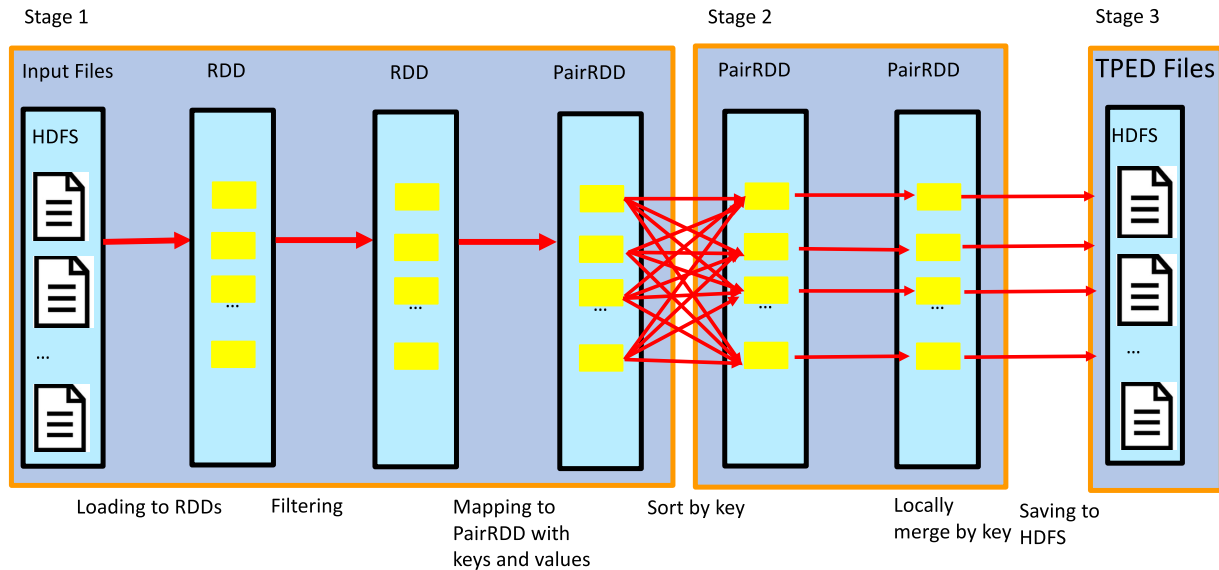 Stage 1
Stage 2
Stage 3
Input Files
RDD
RDD
PairRDD
PairRDD
PairRDD
TPED Files
HDFS
HDFS
...
...
...
...
...
...
...
Loading to RDDs
Filtering
Mapping to
PairRDD with
keys and values
Sort by key
Locally
merge by key
Saving to
HDFS